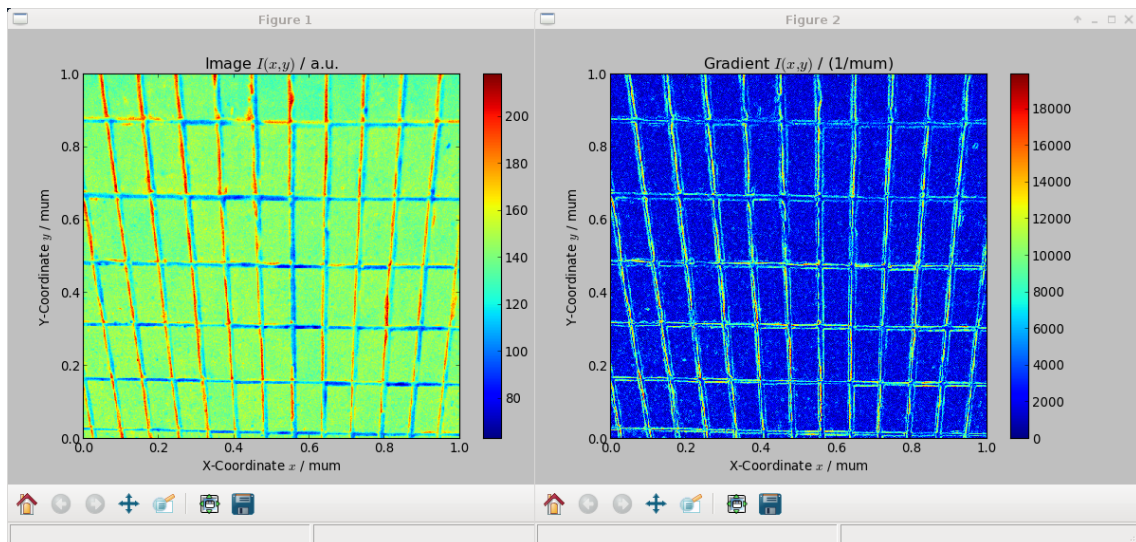 Figure 1
Image I(x,y) / a.u.
1.0
0.8
0.6
0.4
0.2
0.0
Y-Coordinate y / mum
0.0 0.2 0.4 0.6 0.8 1.0
X-Coordinate x / mum
200
180
160
140
120
100
80
Figure 2
Gradient I(x,y) / (1/mum)
1.0
0.8
0.6
0.4
0.2
0.0
Y-Coordinate y / mum
0.0 0.2 0.4 0.6 0.8 1.0
X-Coordinate x / mum
18000
16000
14000
12000
10000
8000
6000
4000
2000
0